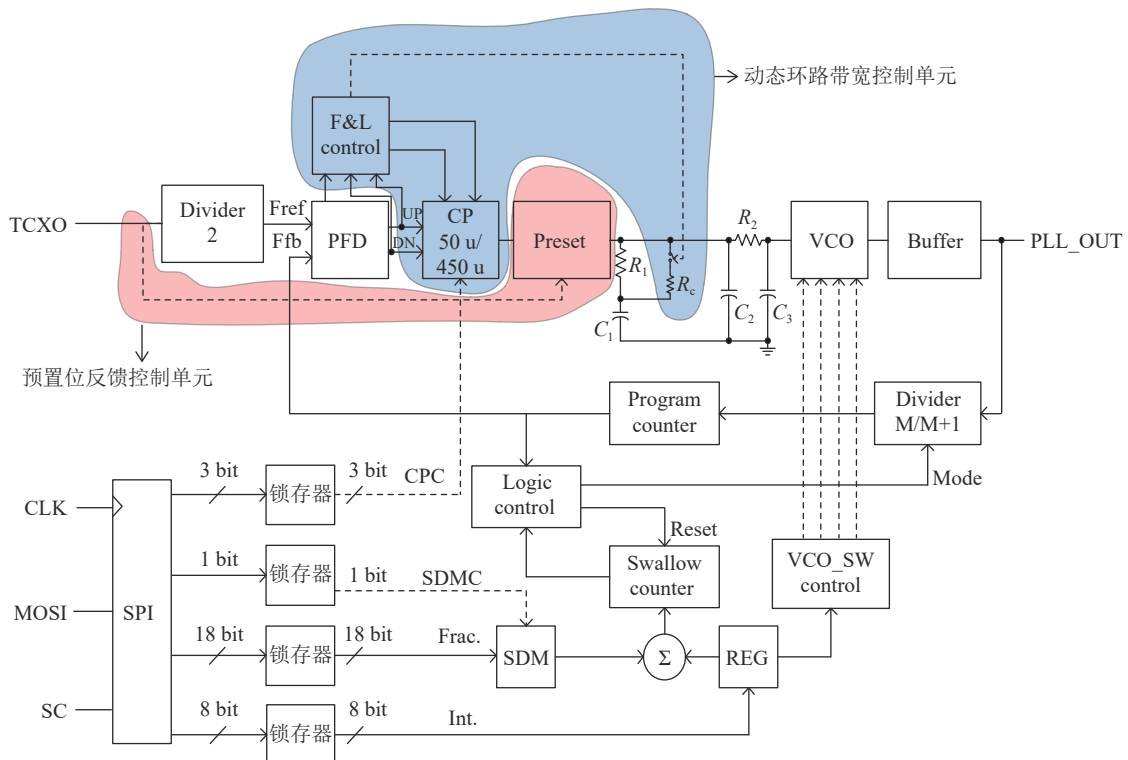 动态环路带宽控制单元
F&L
control
TCXO
Divider
2
Fref
Ffb
PFD
UP
DN
CP
50 u/
450 u
Preset
R1
Rc
C1
R2
C2
C3
VCO
Buffer
PLL_OUT
预置位反馈控制单元
Program
counter
Divider
M/M+1
Mode
Logic
control
Reset
Swallow
counter
VCO_SW
control
CLK
MOSI
SC
SPI
3 bit
锁存器
3 bit
CPC
1 bit
锁存器
1 bit
SDMC
18 bit
锁存器
18 bit
Frac.
SDM
Σ
REG
8 bit
锁存器
8 bit
Int.